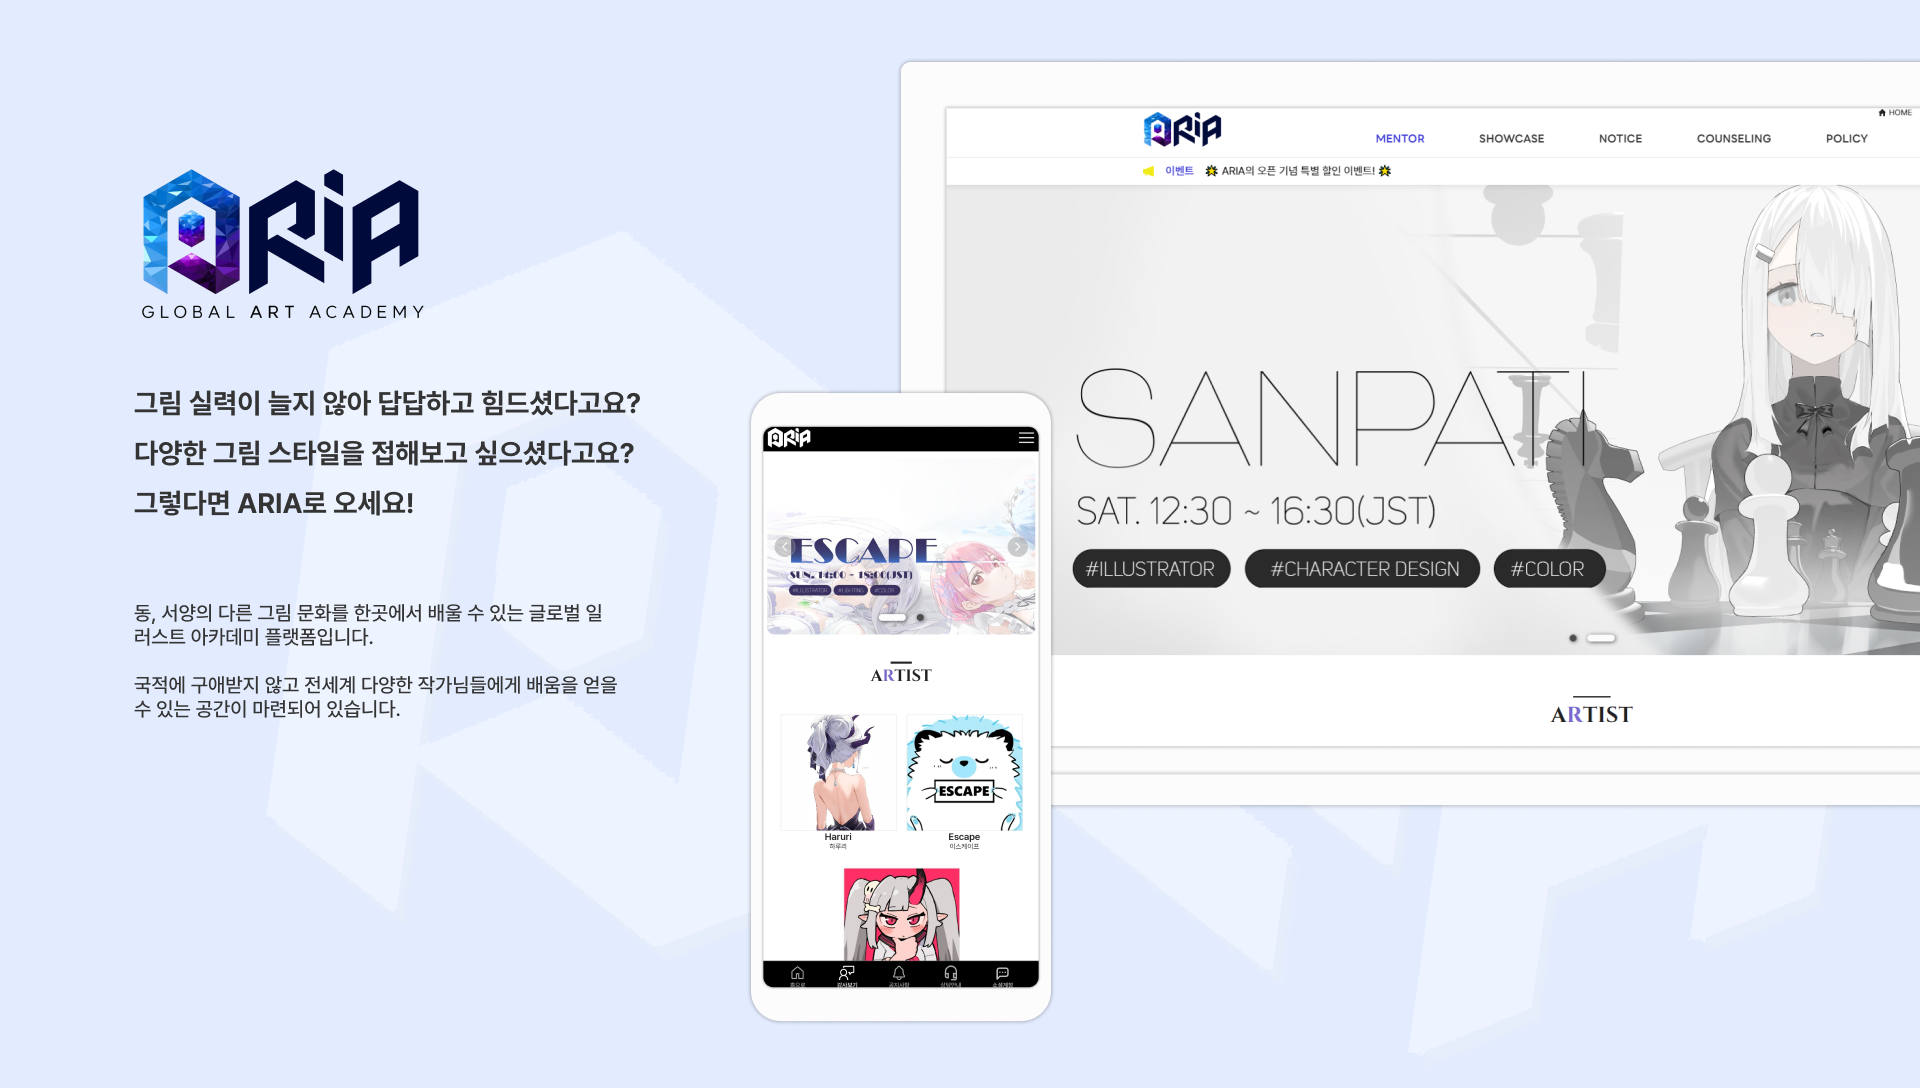 ARIA
GLOBAL ART ACADEMY
그림 실력이 늘지 않아 답답하고 힘드셨다고요?
다양한 그림 스타일을 접해보고 싶으셨다고요?
그렇다면 ARIA로 오세요!
동, 서양의 다른 그림 문화를 한곳에서 배울 수 있는 글로벌 일
러스트 아카데미 플랫폼입니다.
국적에 구애받지 않고 전세계 다양한 작가님들에게 배움을 얻을
수 있는 공간이 마련되어 있습니다.
ARIA
ESCAPE
SUN. 14:00 ~ 18:00(JST)
#ILLUSTRATOR #LIGHTING #COLOR
ARTIST
ESCAPE
Haruri Escape
하루리 이스케이프
홈으로 강사보기 공지사항 상담안내 소셜계정
HOME
ARIA MENTOR SHOWCASE NOTICE COUNSELING POLICY
이벤트 ARIA의 오픈 기념 특별 할인 이벤트!
SANPATI
SAT. 12:30 ~ 16:30(JST)
#ILLUSTRATOR #CHARACTER DESIGN #COLOR
ARTIST